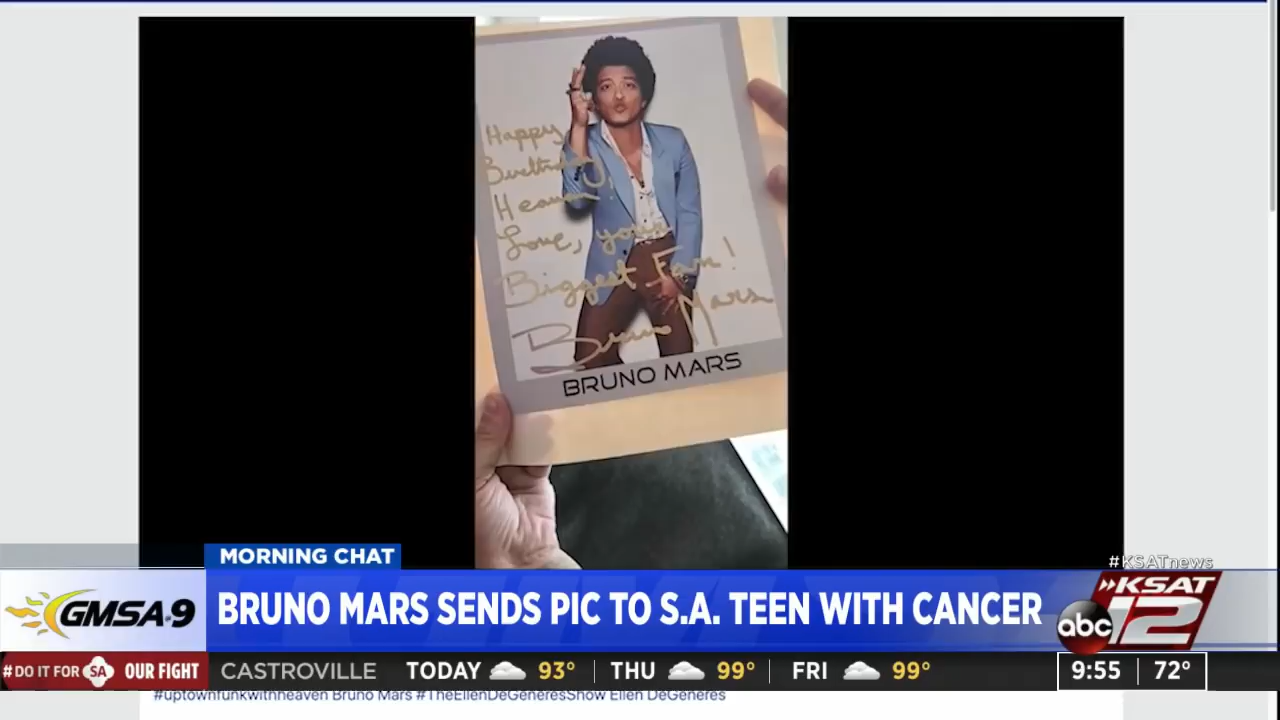 Happy
Birthday,
Heaven!
Love, your
Biggest Fan!
Bruno Mars
BRUNO MARS
MORNING CHAT
#KSATnews
GMSA@9
BRUNO MARS SENDS PIC TO S.A. TEEN WITH CANCER
abc KSAT 12
#DO IT FOR SA OUR FIGHT CASTROVILLE TODAY 93° THU 99° FRI 99° 9:55 72°
#uptownfunkwithheaven Bruno Mars #TheEllenDeGeneresShow Ellen DeGeneres